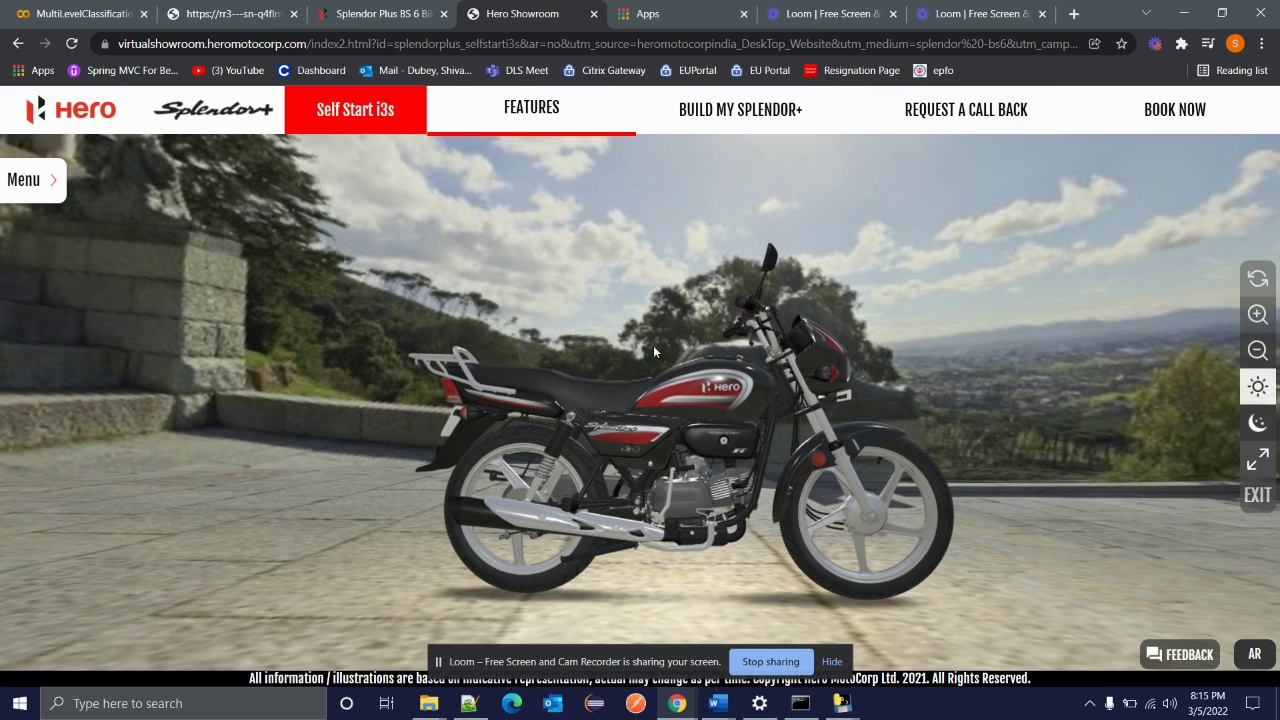 MultiLevelClassificatio
https://rr3---sn-q4flrn
Splendor Plus BS 6 Bik
Hero Showroom
Apps
Loom | Free Screen &
Loom | Free Screen &
virtualshowroom.heromotocorp.com/index2.html?id=splendorplus_selfstarti3s&at=no&utm_source=heromotocorpindia_DeskTop_Website&utm_medium=splendor%20-bs6&utm_camp...
S
Apps
Spring MVC For Be...
(3) YouTube
Dashboard
Mail - Dubey, Shiva...
DLS Meet
Citrix Gateway
EUPortal
EU Portal
Resignation Page
epfo
Reading list
Hero
Splendor+
Self Start i3s
FEATURES
BUILD MY SPLENDOR+
REQUEST A CALL BACK
BOOK NOW
Menu
Hero
Splendor+
EXIT
FEEDBACK
AR
Loom – Free Screen and Cam Recorder is sharing your screen.
Stop sharing
Hide
All information / illustrations are based on indicative representation, actual may change as per time. Copyright Hero MotoCorp Ltd. 2021. All Rights Reserved.
Type here to search
8:15 PM
3/5/2022